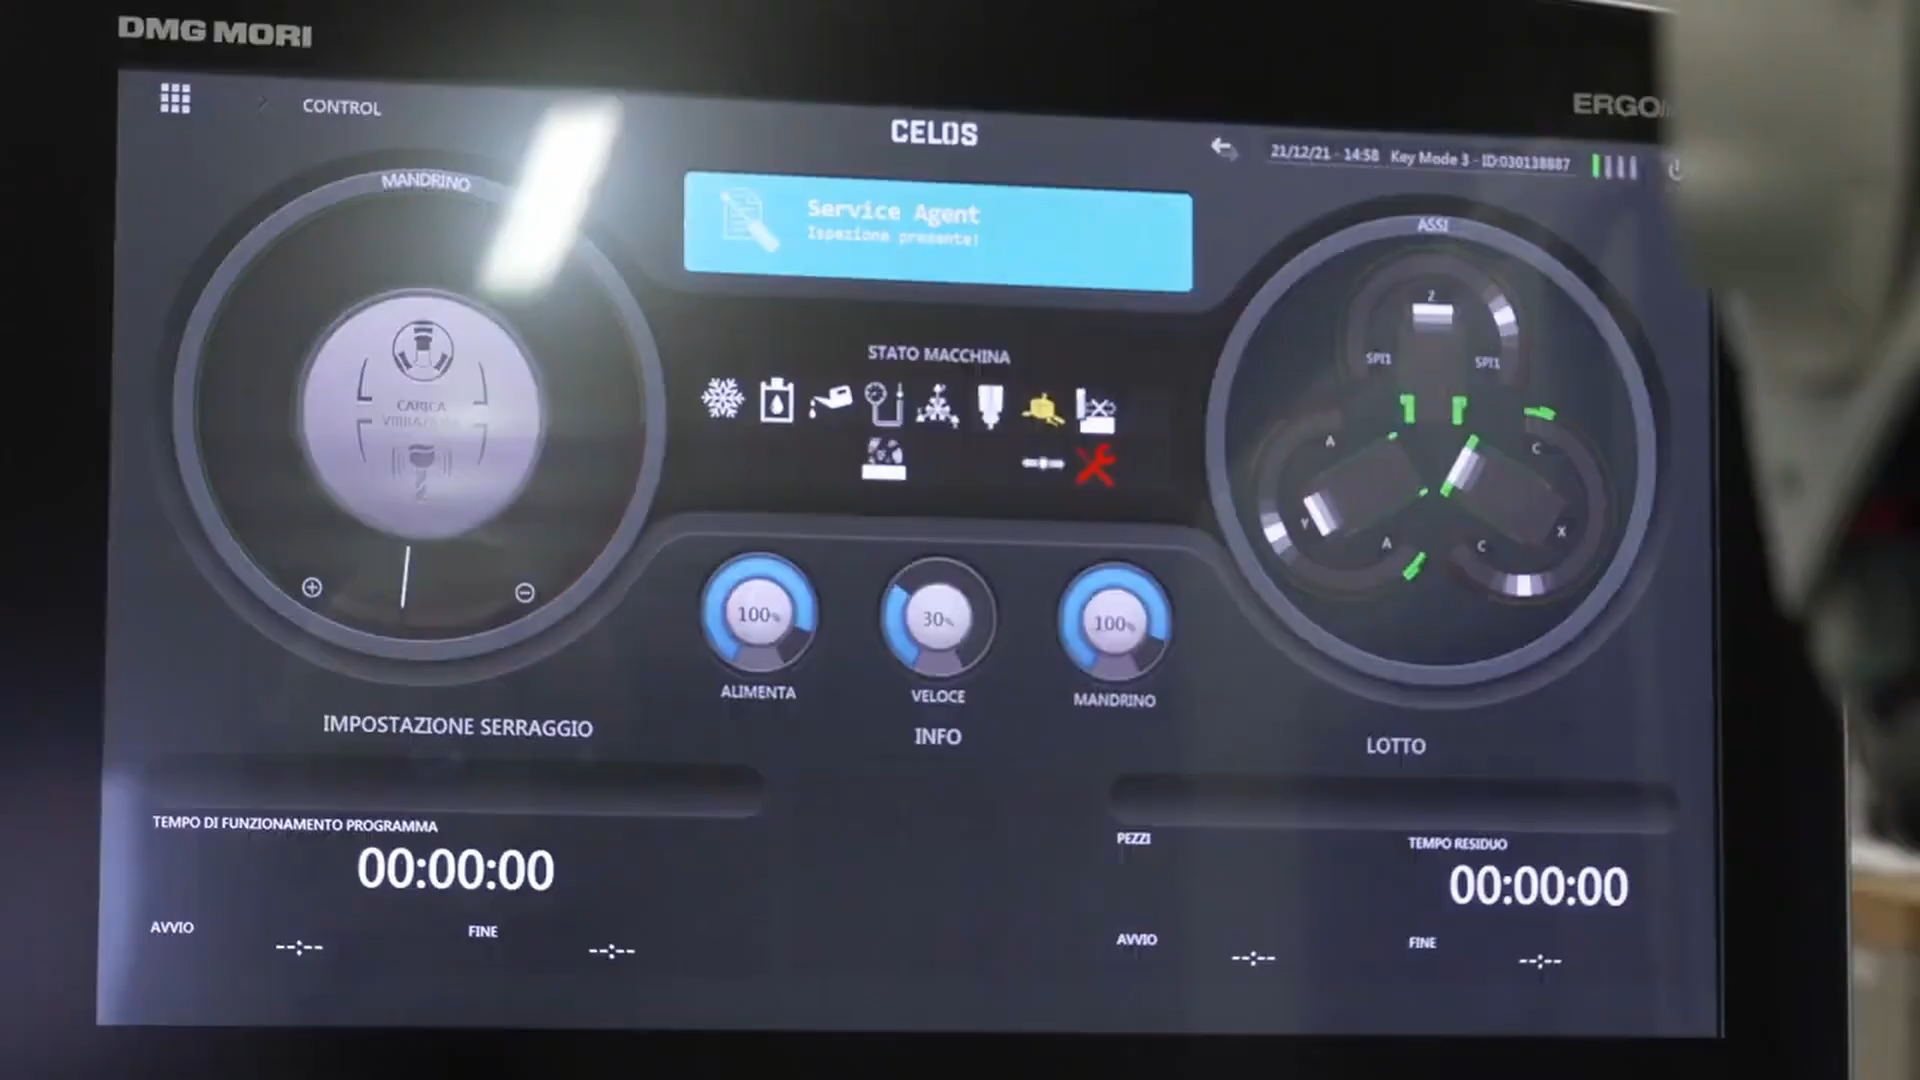 DMG MORI
ERGO
CONTROL
CELOS
21/12/21 - 14:58 Key Mode 3 - ID:030138887
MANDRINO
Service Agent
Ispezione presente!
ASSI
STATO MACCHINA
CARICA
Z
SPI1
SPI1
A
C
Y
X
A
C
100%
30%
100%
ALIMENTA
VELOCE
MANDRINO
IMPOSTAZIONE SERRAGGIO
INFO
LOTTO
TEMPO DI FUNZIONAMENTO PROGRAMMA
00:00:00
PEZZI
TEMPO RESIDUO
00:00:00
AVVIO
--:--
FINE
--:--
AVVIO
--:--
FINE
--:--